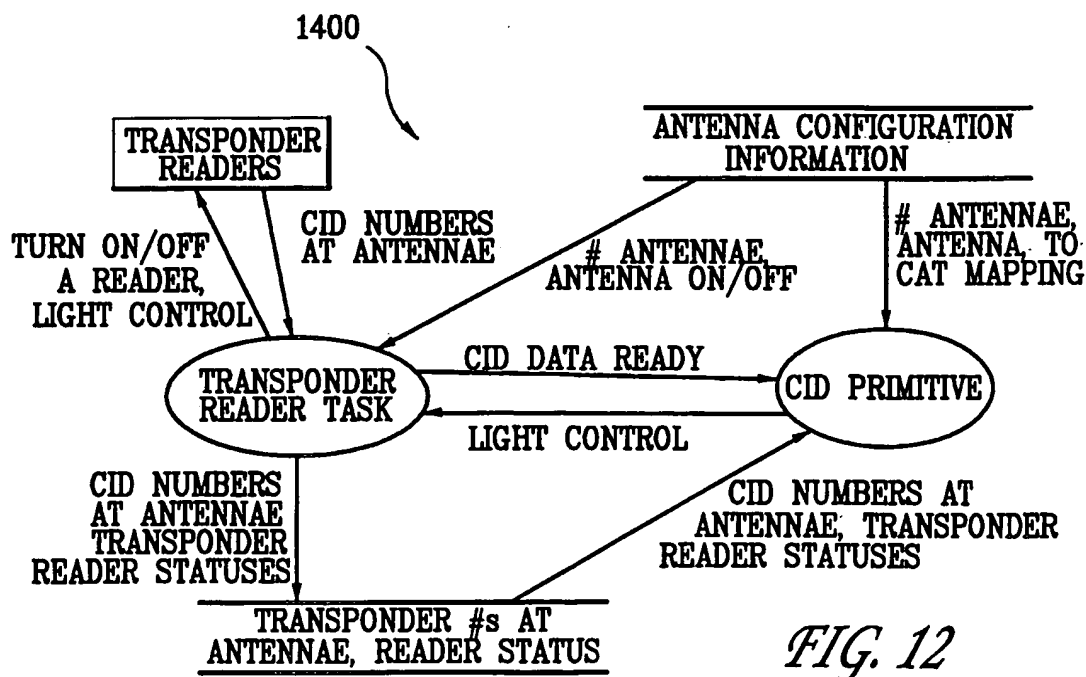 1400
TRANSPONDER
READERS
ANTENNA CONFIGURATION
INFORMATION
TURN ON/OFF
A READER,
LIGHT CONTROL
CID NUMBERS
AT ANTENNAE
# ANTENNAE,
ANTENNA ON/OFF
# ANTENNAE,
ANTENNA, TO
CAT MAPPING
TRANSPONDER
READER TASK
CID DATA READY
CID PRIMITIVE
LIGHT CONTROL
CID NUMBERS
AT ANTENNAE
TRANSPONDER
READER STATUSES
CID NUMBERS AT
ANTENNAE, TRANSPONDER
READER STATUSES
TRANSPONDER #s AT
ANTENNAE, READER STATUS
FIG. 12